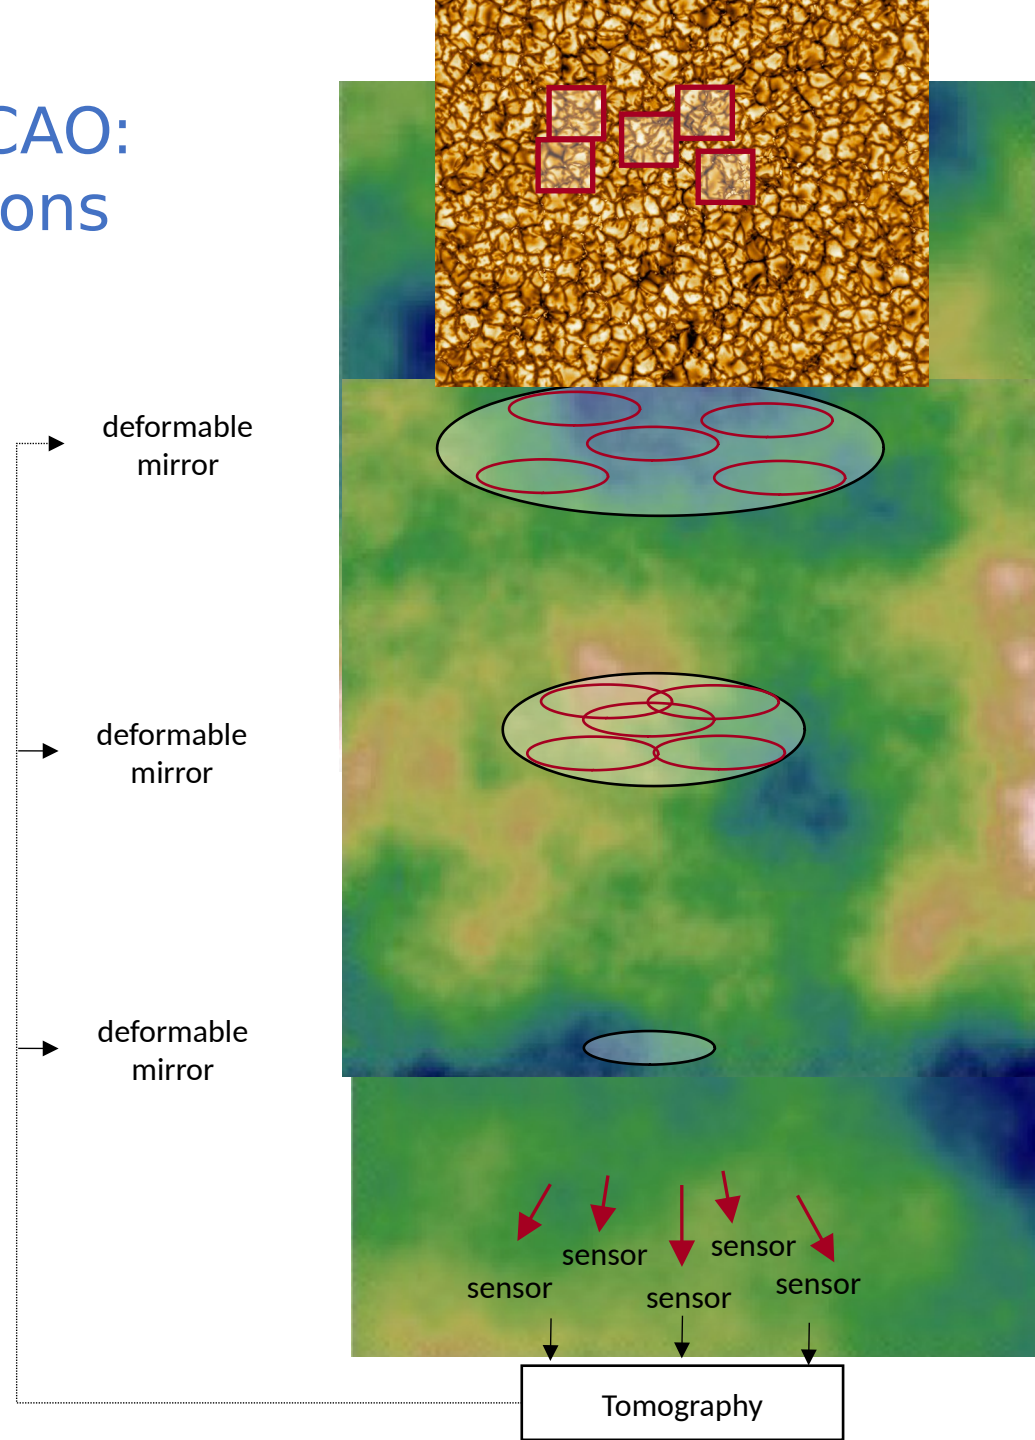 CAO:
ons
deformable
mirror
deformable
mirror
deformable
mirror
sensor
sensor
sensor
sensor
sensor
Tomography